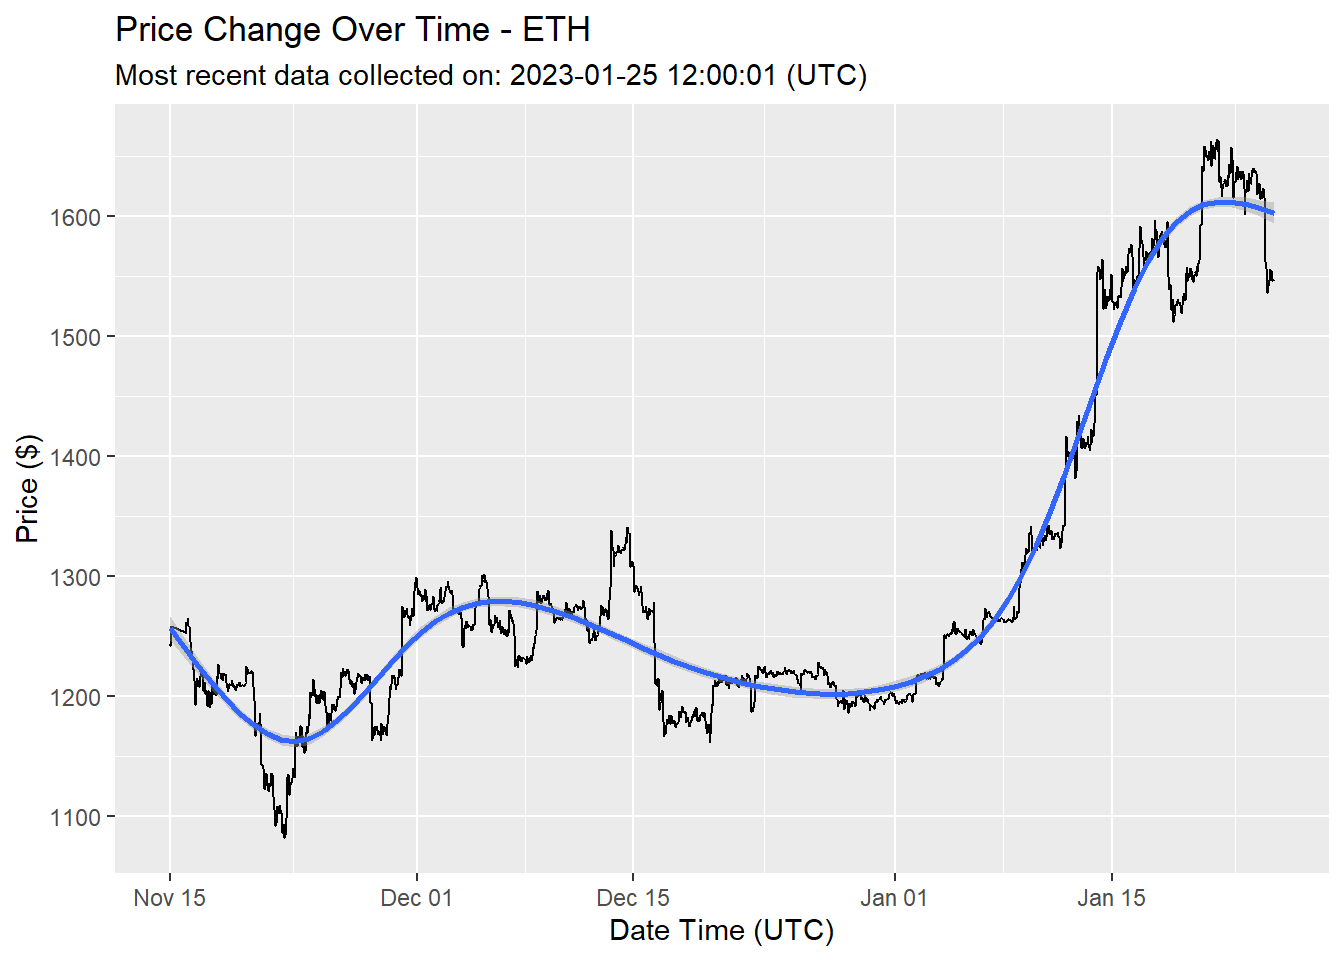 Price Change Over Time - ETH
Most recent data collected on: 2023-01-25 12:00:01 (UTC)
Price ($)
1600
1500
1400
1300
1200
1100
Nov 15 Dec 01 Dec 15 Jan 01 Jan 15
Date Time (UTC)